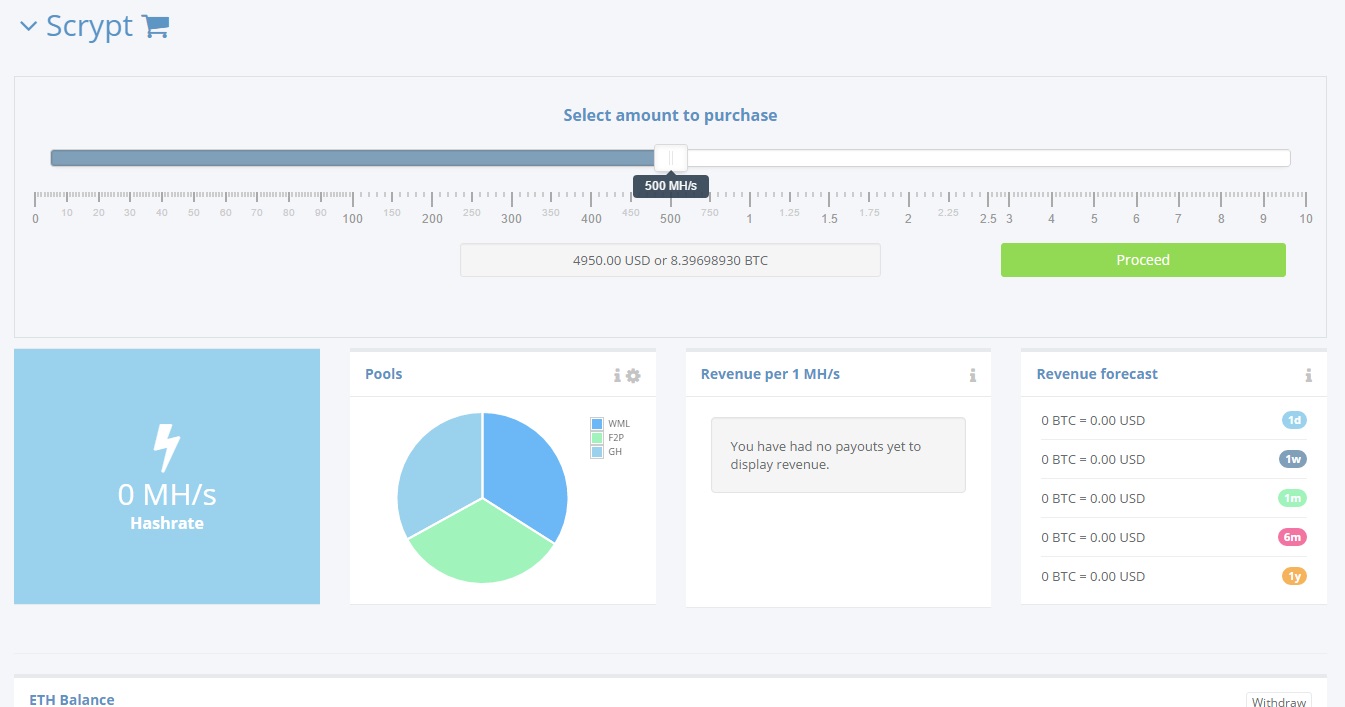 Scrypt
Select amount to purchase
500 MH/s
0 10 20 30 40 50 60 70 80 90 100 150 200 250 300 350 400 450 500 750 1 1.25 1.5 1.75 2 2.25 2.5 3 4 5 6 7 8 9 10
4950.00 USD or 8.39698930 BTC
Proceed
0 MH/s
Hashrate
Pools
WML
F2P
GH
Revenue per 1 MH/s
You have had no payouts yet to
display revenue.
Revenue forecast
0 BTC = 0.00 USD 1d
0 BTC = 0.00 USD 1w
0 BTC = 0.00 USD 1m
0 BTC = 0.00 USD 6m
0 BTC = 0.00 USD 1y
ETH Balance
Withdraw